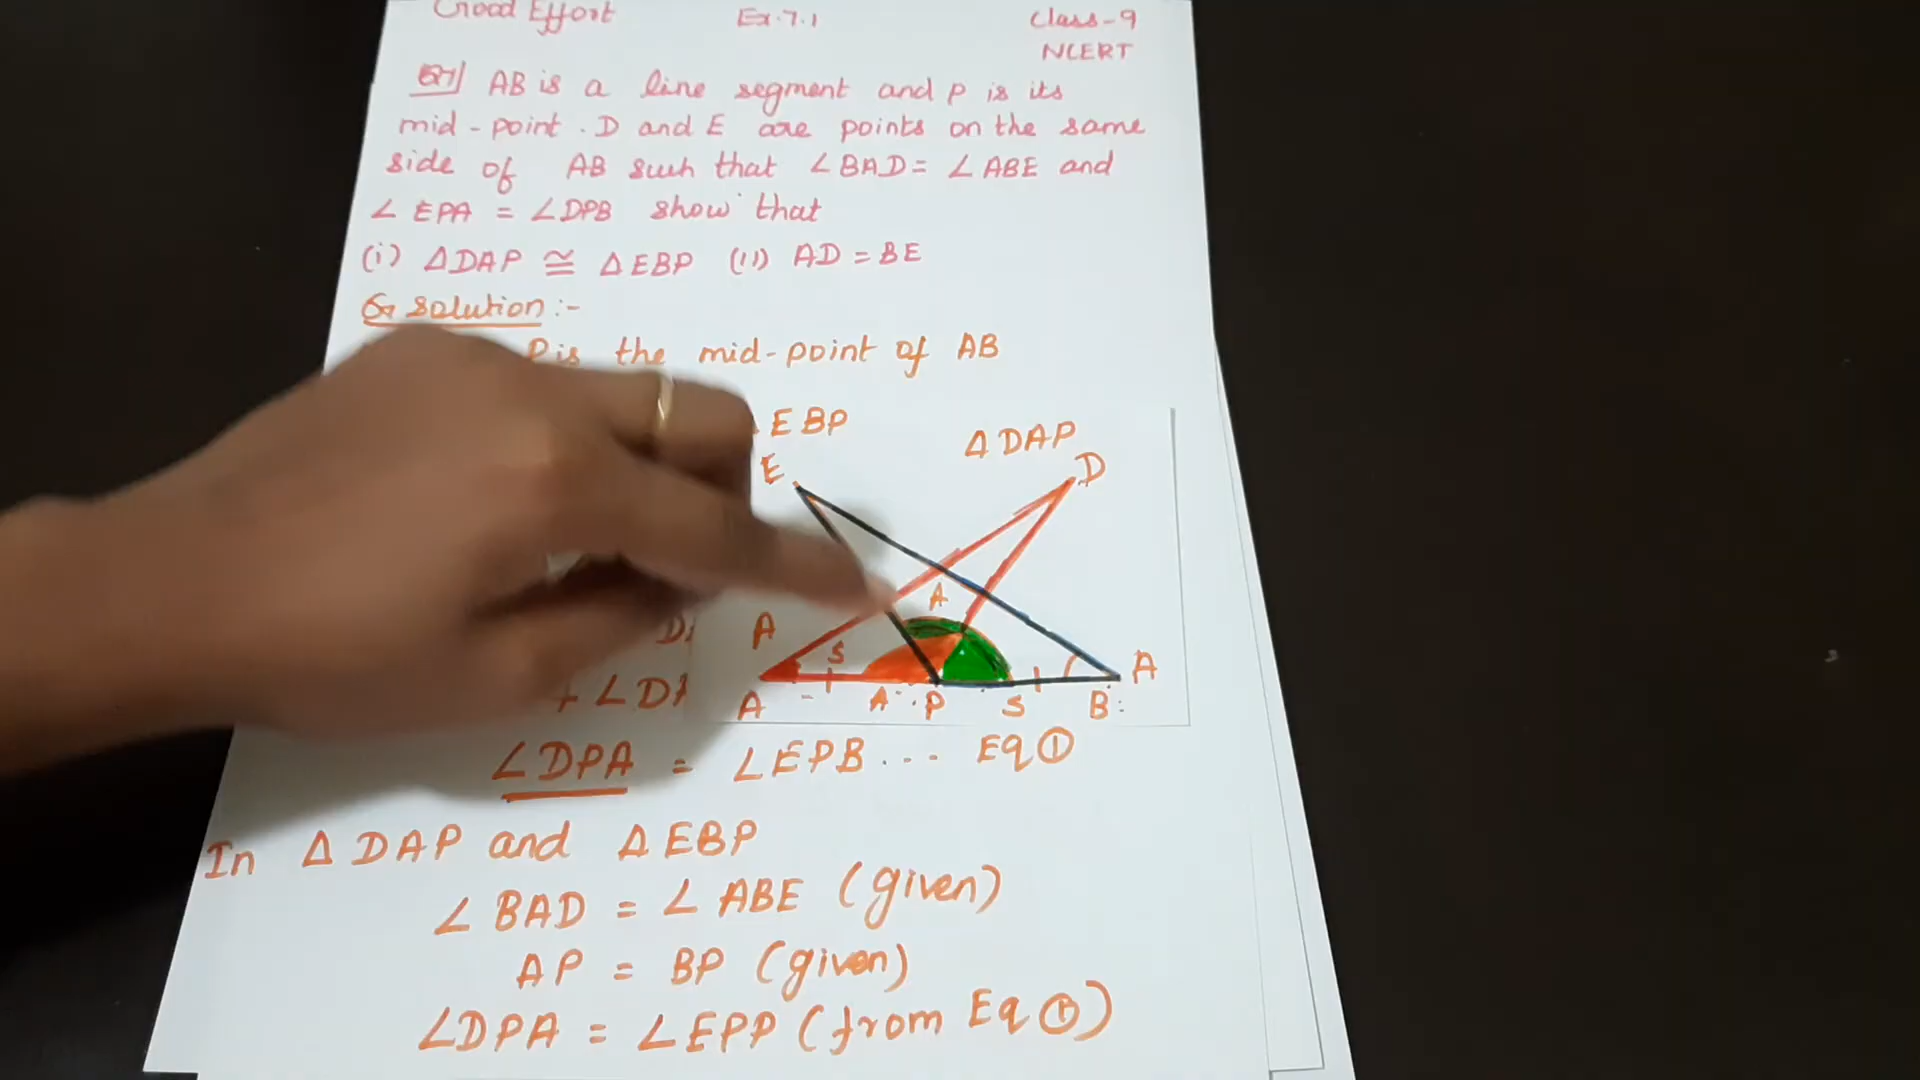 Good Effort Ex.7.1 Class-9
NCERT
Q7/ AB is a line segment and P is its
mid-point. D and E are points on the same
side of AB such that ∠BAD = ∠ABE and
∠EPA = ∠DPB show that
(i) ΔDAP ≅ ΔEBP (ii) AD = BE
Solution :-
P is the mid-point of AB
EBP
ΔDAP
E
D
A
A
S
A
A
A
P
S
B
+ ∠DP
∠DPA = ∠EPB ... Eq ①
In ΔDAP and ΔEBP
∠BAD = ∠ABE (given)
AP = BP (given)
∠DPA = ∠EPP (from Eq ①)